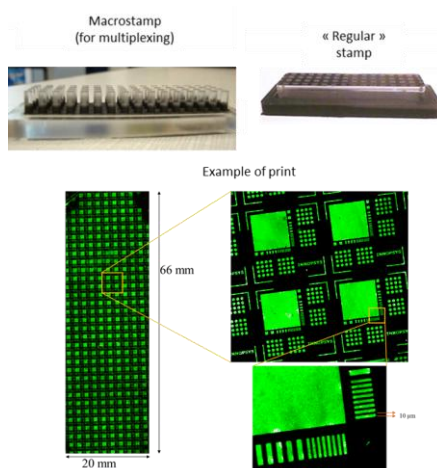 Macrostamp
(for multiplexing)
« Regular »
stamp
Example of print
66 mm
20 mm
10 µm